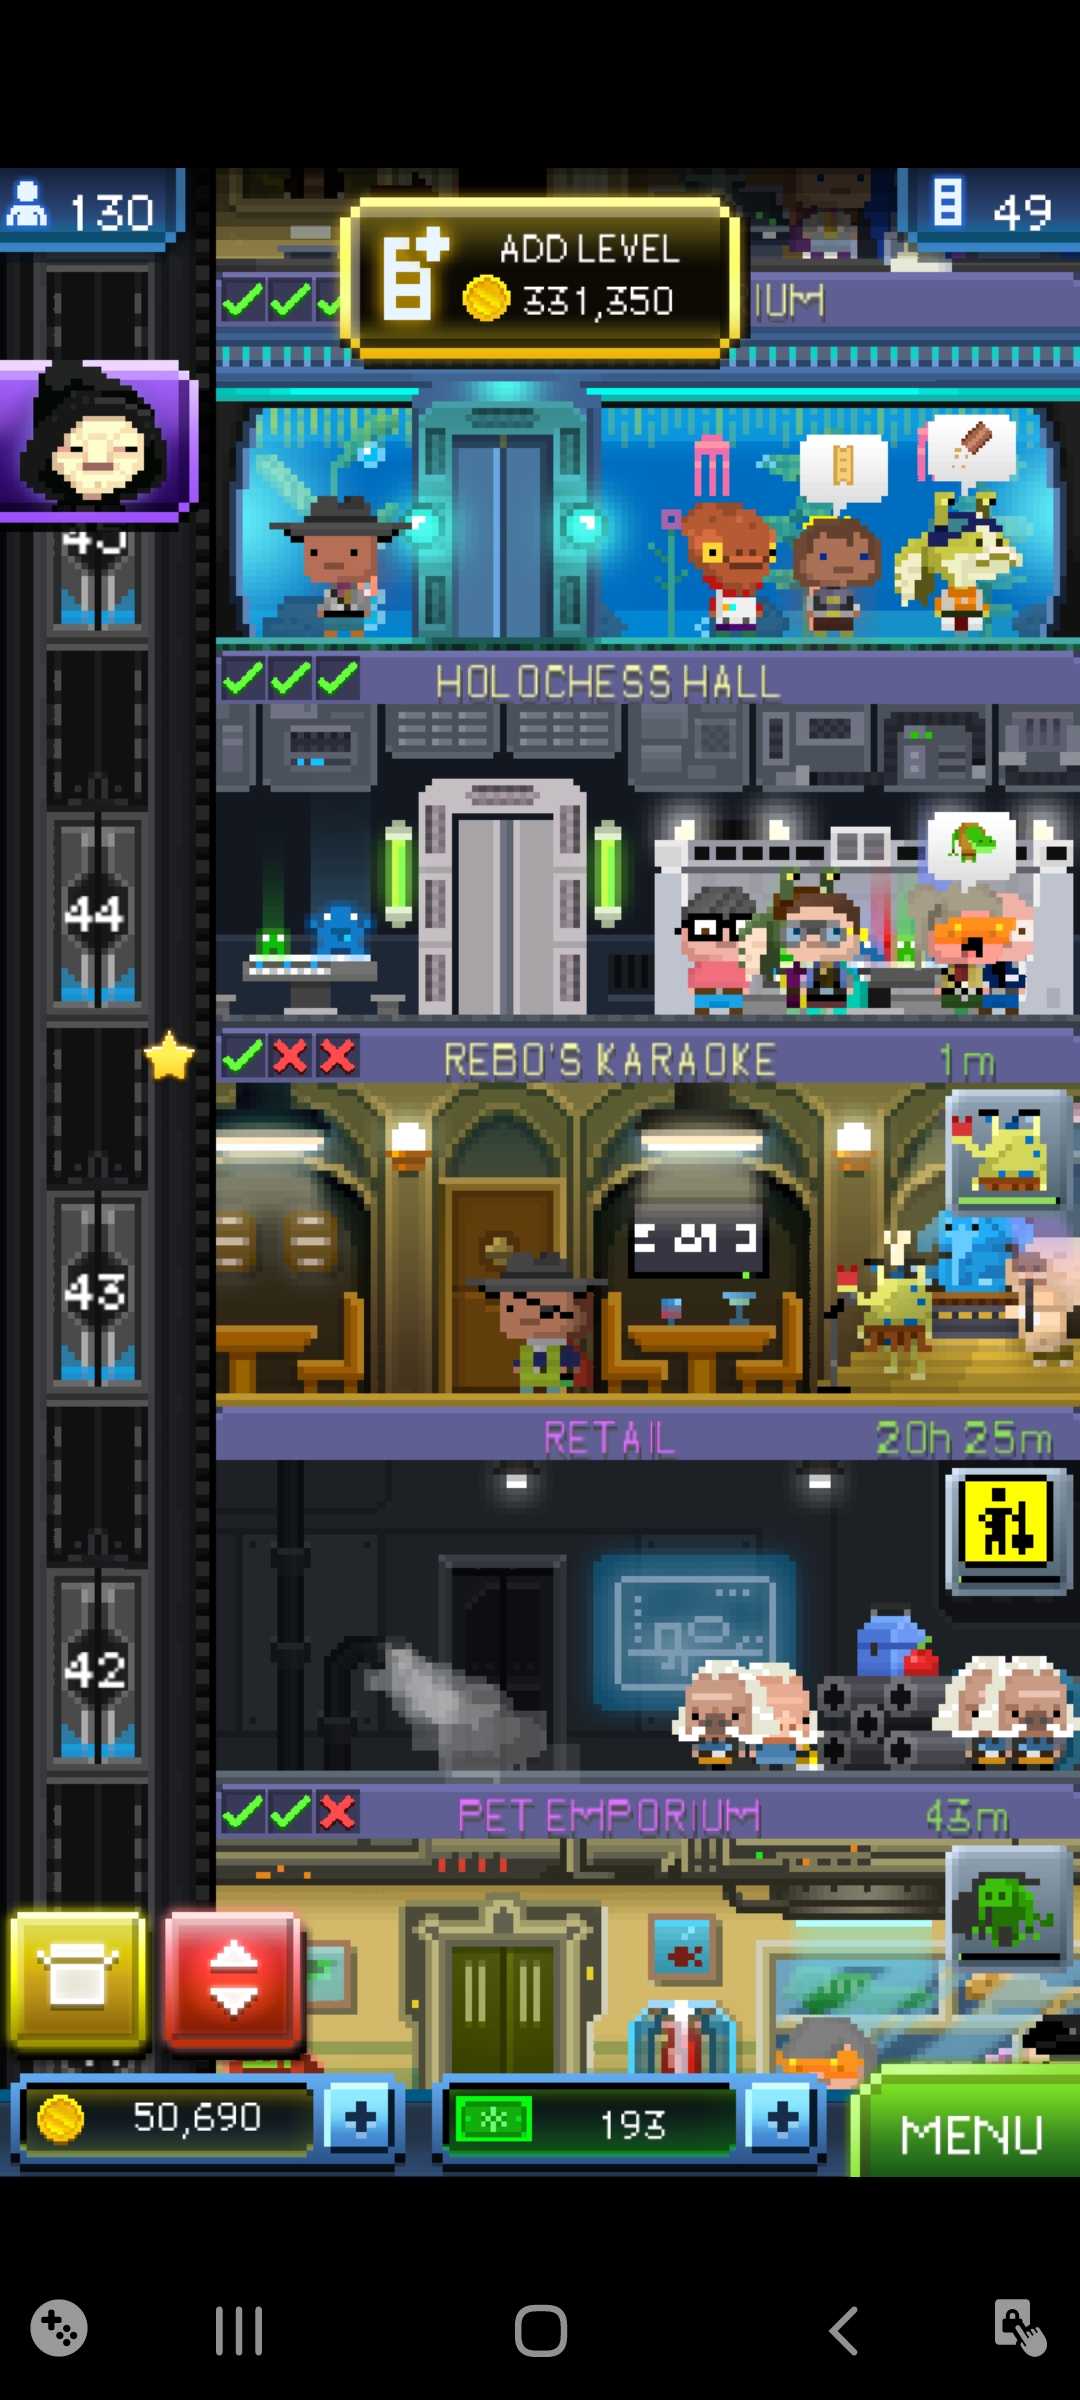 130
ADD LEVEL
331,350
49
IUM
45
HOLOCHESS HALL
44
REBO'S KARAOKE
1m
43
RETAIL
20h 25m
42
PET EMPORIUM
43m
50,690
193
MENU